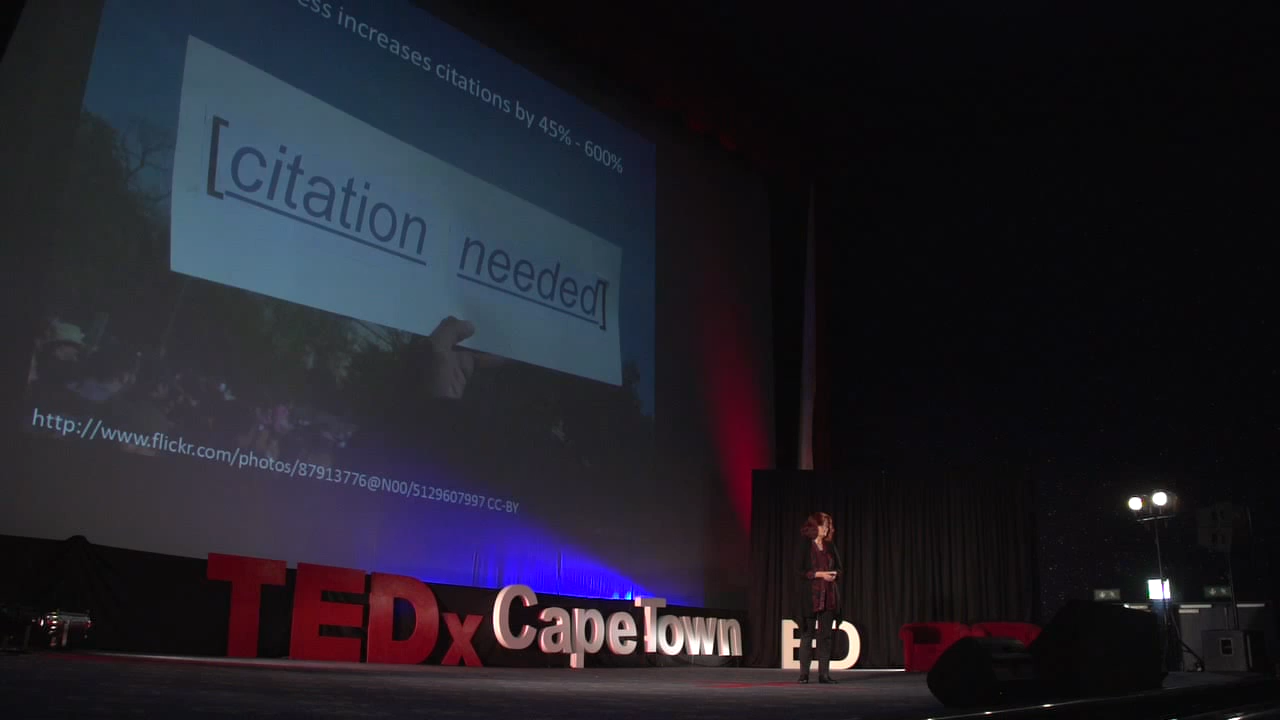 increases citations by 45% - 600%
[citation needed]
http://www.flickr.com/photos/87913776@N00/5129607997 CC-BY
TEDx CapeTown
ED